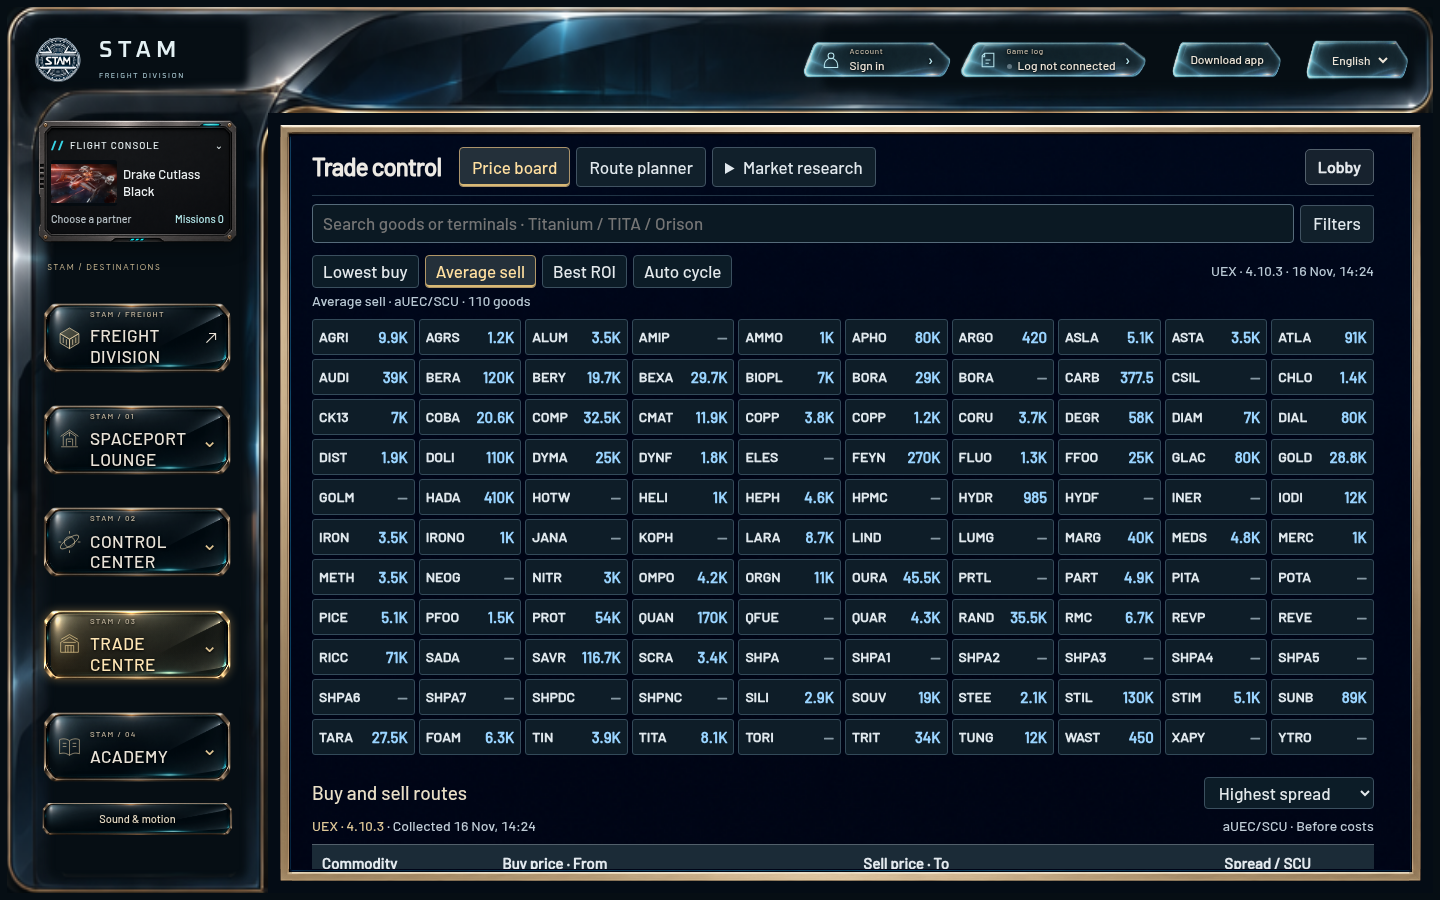 STAM
FREIGHT DIVISION
Account
Sign in
Game log
Log not connected
Download app
English
// FLIGHT CONSOLE
Drake Cutlass
Black
Choose a partner Missions 0
STAM / DESTINATIONS
STAM / FREIGHT
FREIGHT
DIVISION
STAM / 01
SPACEPORT
LOUNGE
STAM / 02
CONTROL
CENTER
STAM / 03
TRADE
CENTRE
STAM / 04
ACADEMY
Sound & motion
Trade control Price board Route planner ▶ Market research Lobby
Search goods or terminals · Titanium / TITA / Orison Filters
Lowest buy Average sell Best ROI Auto cycle UEX · 4.10.3 · 16 Nov, 14:24
Average sell · aUEC/SCU · 110 goods
AGRI 9.9K AGRS 1.2K ALUM 3.5K AMIP — AMMO 1K APHO 80K ARGO 420 ASLA 5.1K ASTA 3.5K ATLA 91K
AUDI 39K BERA 120K BERY 19.7K BEXA 29.7K BIOPL 7K BORA 29K BORA — CARB 377.5 CSIL — CHLO 1.4K
CK13 7K COBA 20.6K COMP 32.5K CMAT 11.9K COPP 3.8K COPP 1.2K CORU 3.7K DEGR 58K DIAM 7K DIAL 80K
DIST 1.9K DOLI 110K DYMA 25K DYNF 1.8K ELES — FEYN 270K FLUO 1.3K FFOO 25K GLAC 80K GOLD 28.8K
GOLM — HADA 410K HOTW — HELI 1K HEPH 4.6K HPMC — HYDR 985 HYDF — INER — IODI 12K
IRON 3.5K IRONO 1K JANA — KOPH — LARA 8.7K LIND — LUMG — MARG 40K MEDS 4.8K MERC 1K
METH 3.5K NEOG — NITR 3K OMPO 4.2K ORGN 11K OURA 45.5K PRTL — PART 4.9K PITA — POTA —
PICE 5.1K PFOO 1.5K PROT 54K QUAN 170K QFUE — QUAR 4.3K RAND 35.5K RMC 6.7K REVP — REVE —
RICC 71K SADA — SAVR 116.7K SCRA 3.4K SHPA — SHPA1 — SHPA2 — SHPA3 — SHPA4 — SHPA5 —
SHPA6 — SHPA7 — SHPDC — SHPNC — SILI 2.9K SOUV 19K STEE 2.1K STIL 130K STIM 5.1K SUNB 89K
TARA 27.5K FOAM 6.3K TIN 3.9K TITA 8.1K TORI — TRIT 34K TUNG 12K WAST 450 XAPY — YTRO —
Buy and sell routes Highest spread
UEX · 4.10.3 · Collected 16 Nov, 14:24 aUEC/SCU · Before costs
Commodity Buy price · From Sell price · To Spread / SCU